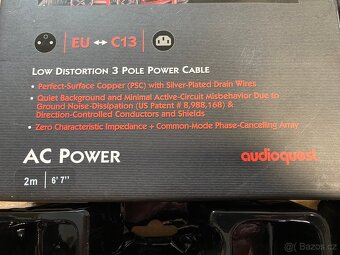 EU ↔ C13
Low Distortion 3 Pole Power Cable
• Perfect-Surface Copper (PSC) with Silver-Plated Drain Wires
• Quiet Background and Minimal Active-Circuit Misbehavior Due to
Ground Noise-Dissipation (US Patent # 8,988,168) &
Direction-Controlled Conductors and Shields
• Zero Characteristic Impedance + Common-Mode Phase-Cancelling Array
AC Power
audioquest
2m | 6' 7"
Bazoš.cz